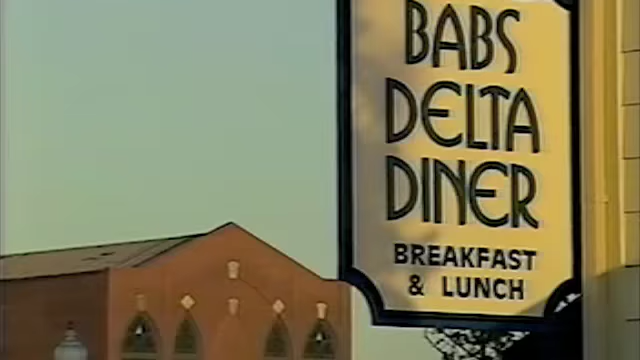 BABS
DELTA
DINER
BREAKFAST
& LUNCH